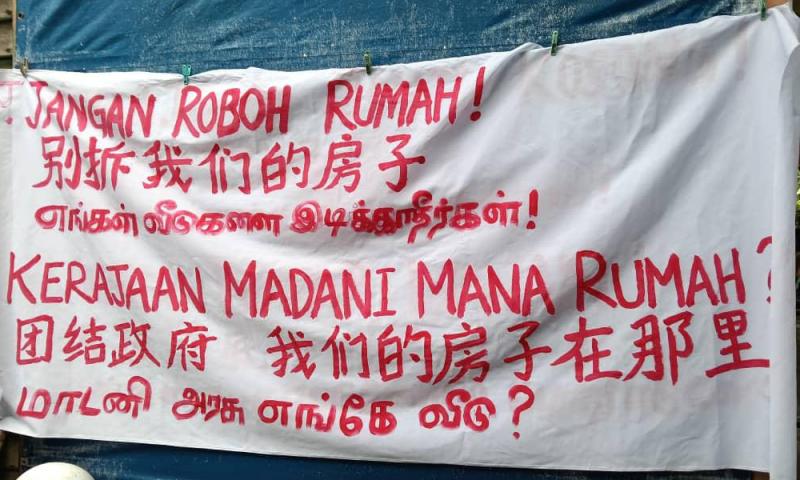 JANGAN ROBOH RUMAH!
别拆我们的房子
எங்கள் வீடுகளை இடிக்காதீர்கள்!
KERAJAAN MADANI MANA RUMAH?
团结政府 我们的房子在那里
மாடனி அரசு எங்கே வீடு?